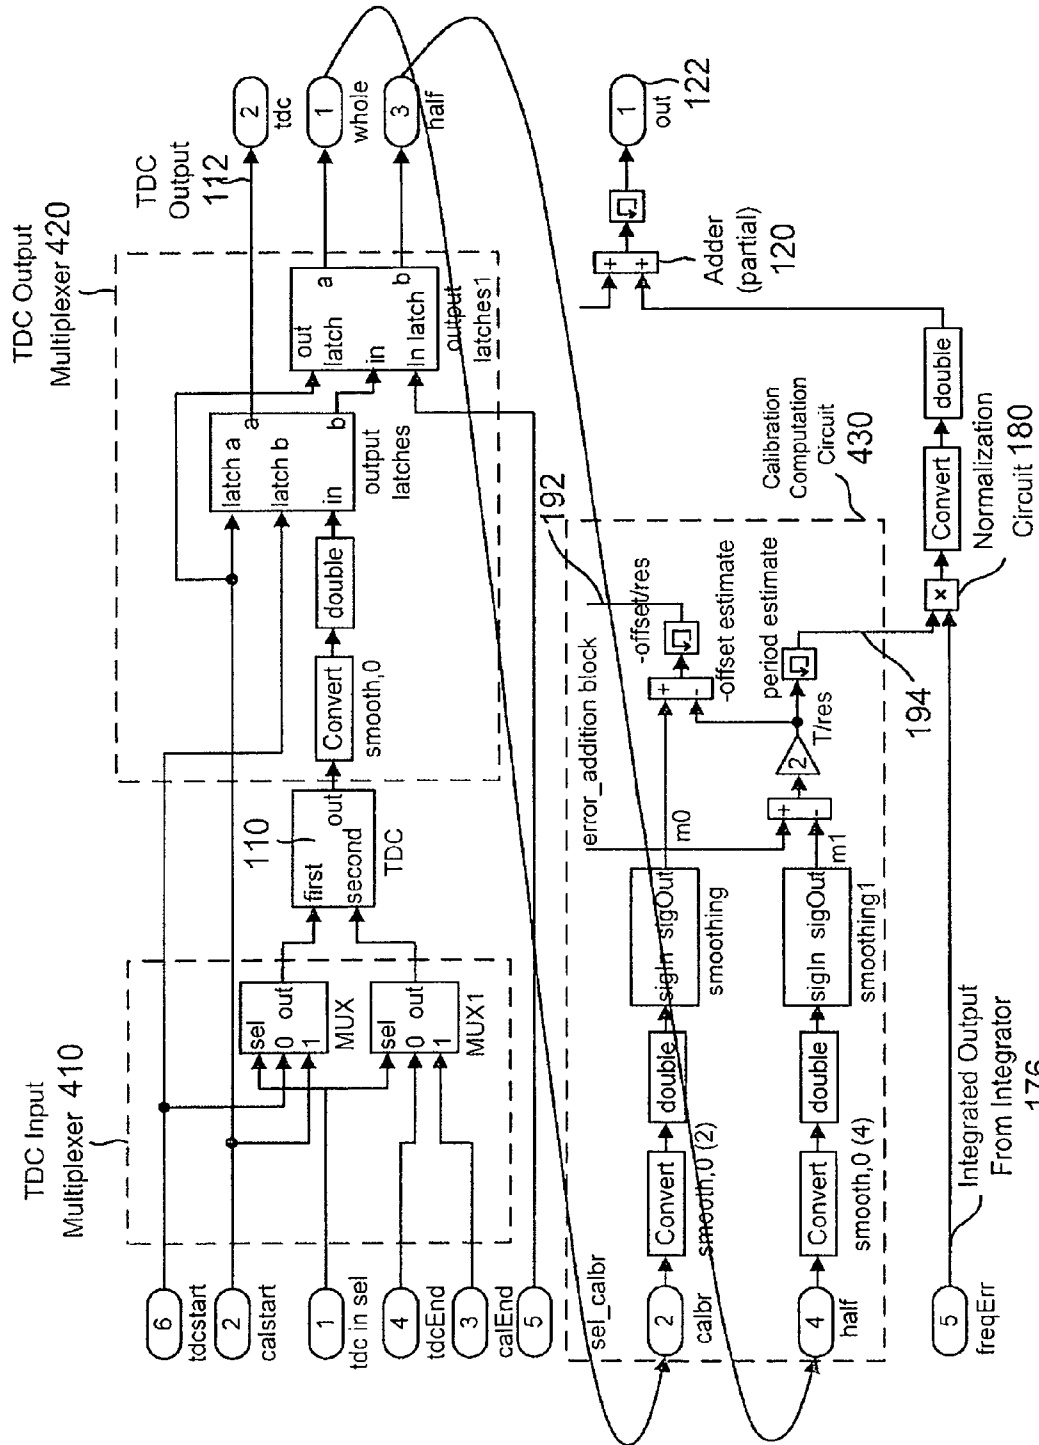 TDC Input
Multiplexer 410
TDC Output
Multiplexer 420
TDC
Output
112
6
tdcstart
2
calstart
1
tdc in sel
4
tdcEnd
3
calEnd
5
sel
0 out
1
MUX
sel
0 out
1
MUX1
110
first
out
second
TDC
Convert
smooth,0
double
latch a
a
latch b
b
in
output
latches
out
latch
a
in
b
In latch
output
latches1
2
tdc
1
whole
3
half
sel_calbr
2
calbr
Convert
smooth,0 (2)
double
sigIn sigOut
smoothing
m0
error_addition block
4
half
Convert
smooth,0 (4)
double
sigIn sigOut
smoothing1
m1
+
-
2
T/res
+
-
-offset/res
-offset estimate
period estimate
192
194
Calibration
Computation
Circuit
430
5
freqErr
Integrated Output
From Integrator
176
×
Normalization
Circuit 180
Convert
double
+
+
Adder
(partial)
120
1
out
122